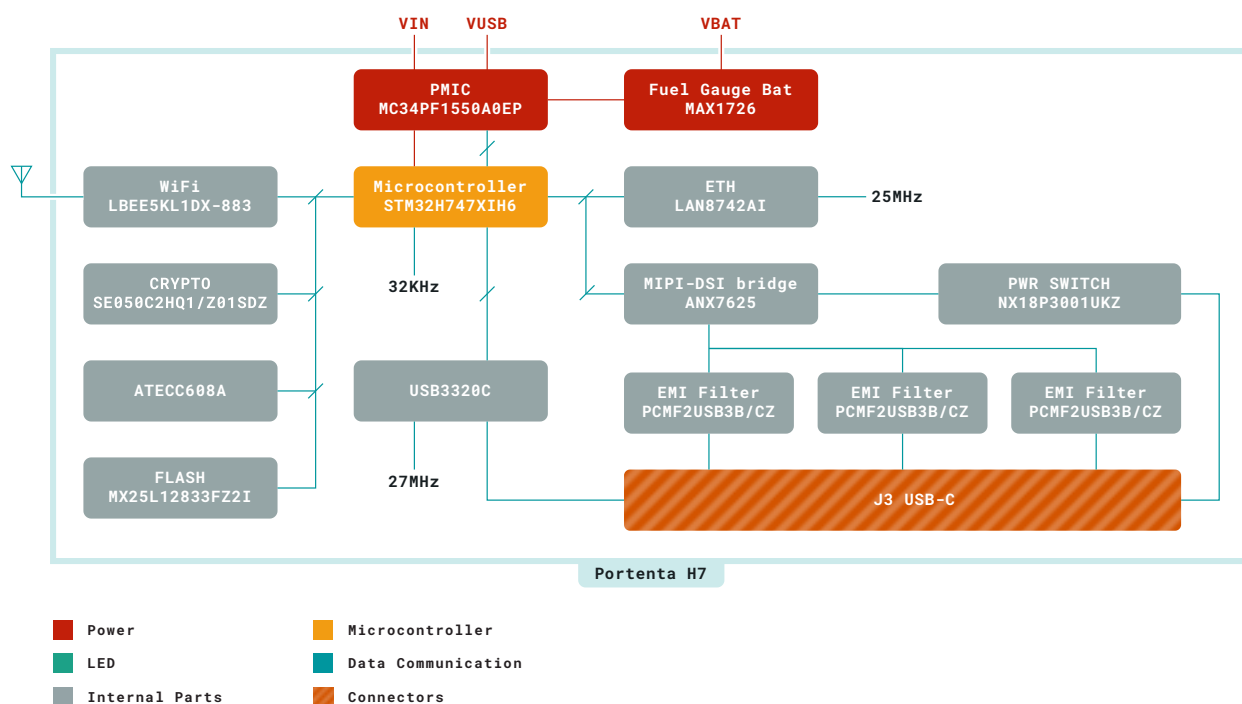 VIN
VUSB
VBAT
PMIC
MC34PF1550A0EP
Fuel Gauge Bat
MAX1726
WiFi
LBEE5KL1DX-883
Microcontroller
STM32H747XIH6
ETH
LAN8742AI
25MHz
32KHz
CRYPTO
SE050C2HQ1/Z01SDZ
MIPI-DSI bridge
ANX7625
PWR SWITCH
NX18P3001UKZ
ATECC608A
USB3320C
EMI Filter
PCMF2USB3B/CZ
EMI Filter
PCMF2USB3B/CZ
EMI Filter
PCMF2USB3B/CZ
FLASH
MX25L12833FZ2I
27MHz
J3 USB-C
Portenta H7
Power
Microcontroller
LED
Data Communication
Internal Parts
Connectors